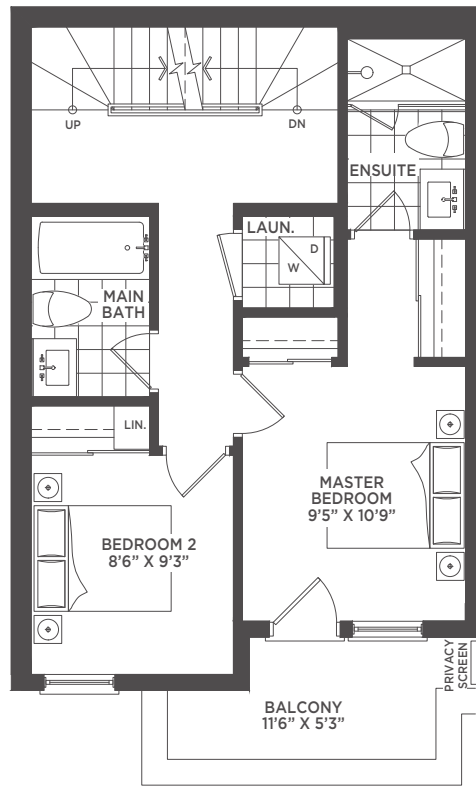 UP
DN
ENSUITE
LAUN.
D
W
MAIN
BATH
LIN.
MASTER
BEDROOM
9'5" X 10'9"
BEDROOM 2
8'6" X 9'3"
PRIVACY
SCREEN
BALCONY
11'6" X 5'3"